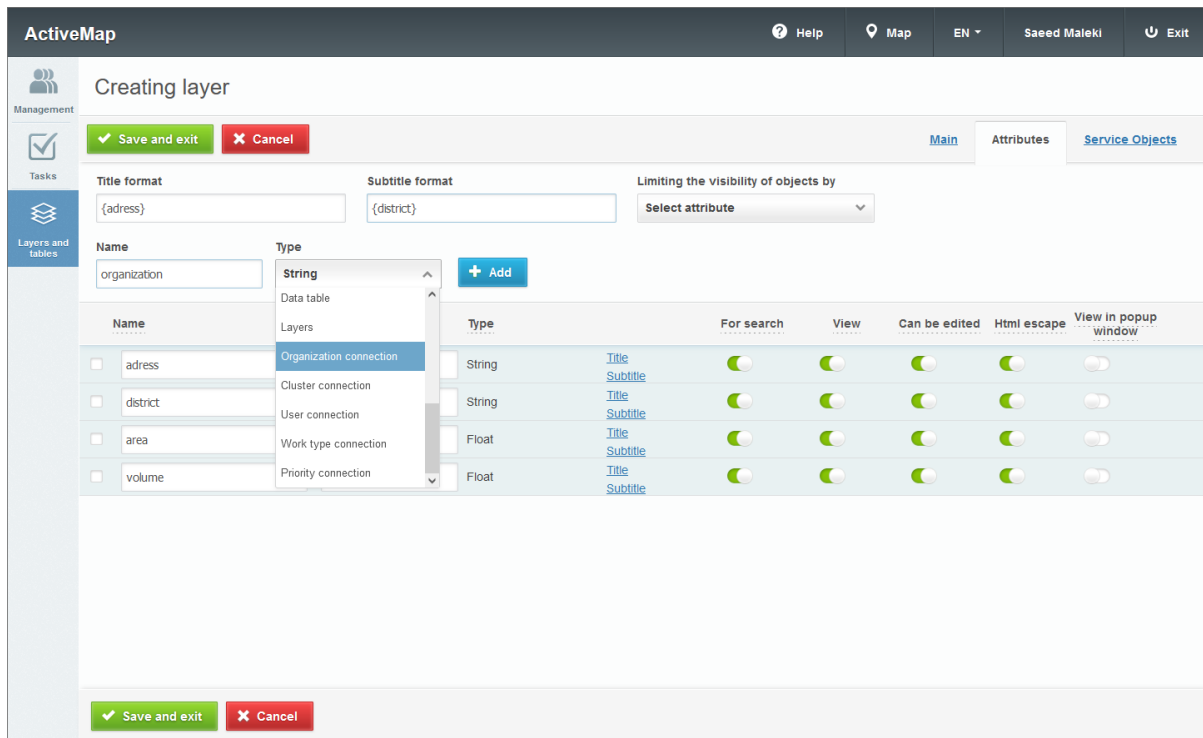 ActiveMap
Help
Map
EN
Saeed Maleki
Exit
Management
Tasks
Layers and
tables
Creating layer
Save and exit
Cancel
Main
Attributes
Service Objects
Title format
Subtitle format
Limiting the visibility of objects by
{adress}
{district}
Select attribute
Name
Type
organization
String
Add
Data table
Layers
Organization connection
Cluster connection
User connection
Work type connection
Priority connection
Name
Type
For search
View
Can be edited
Html escape
View in popup
window
adress
String
Title
Subtitle
district
String
Title
Subtitle
area
Float
Title
Subtitle
volume
Float
Title
Subtitle
Save and exit
Cancel